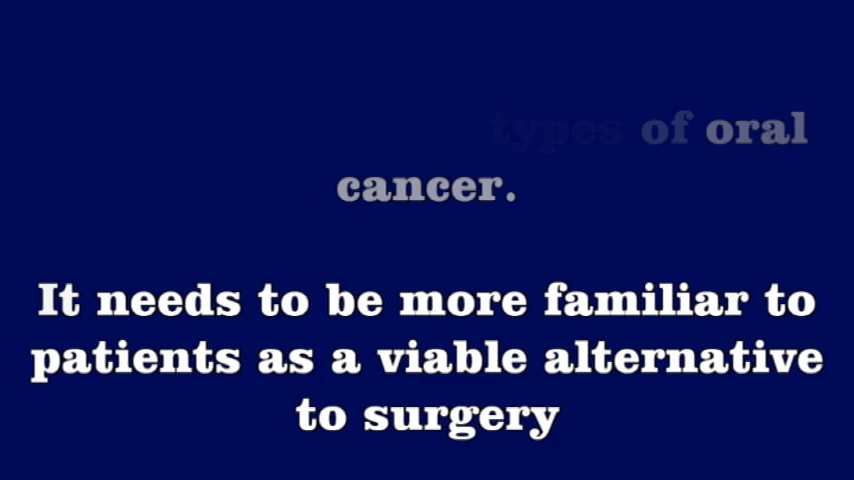 types of oral
cancer.
It needs to be more familiar to
patients as a viable alternative
to surgery